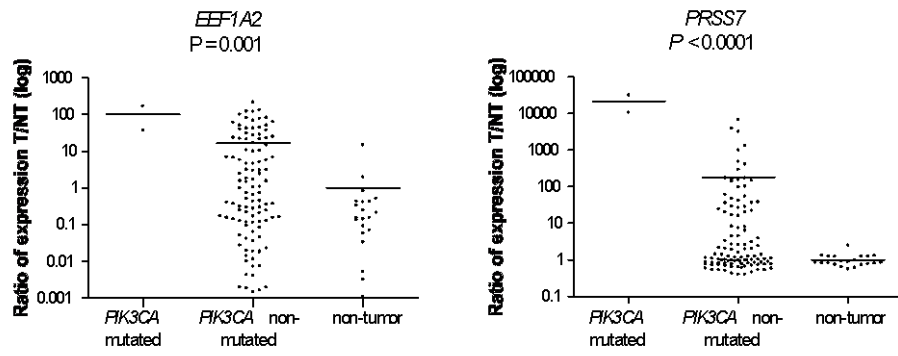 EEF1A2
P=0.001
Ratio of expression T/NT (log)
1000
100
10
1
0.1
0.01
0.001
PIK3CA mutated
PIK3CA non-mutated
non-tumor
PRSS7
P<0.0001
Ratio of expression T/NT (log)
100000
10000
1000
100
10
1
0.1
PIK3CA mutated
PIK3CA non-mutated
non-tumor